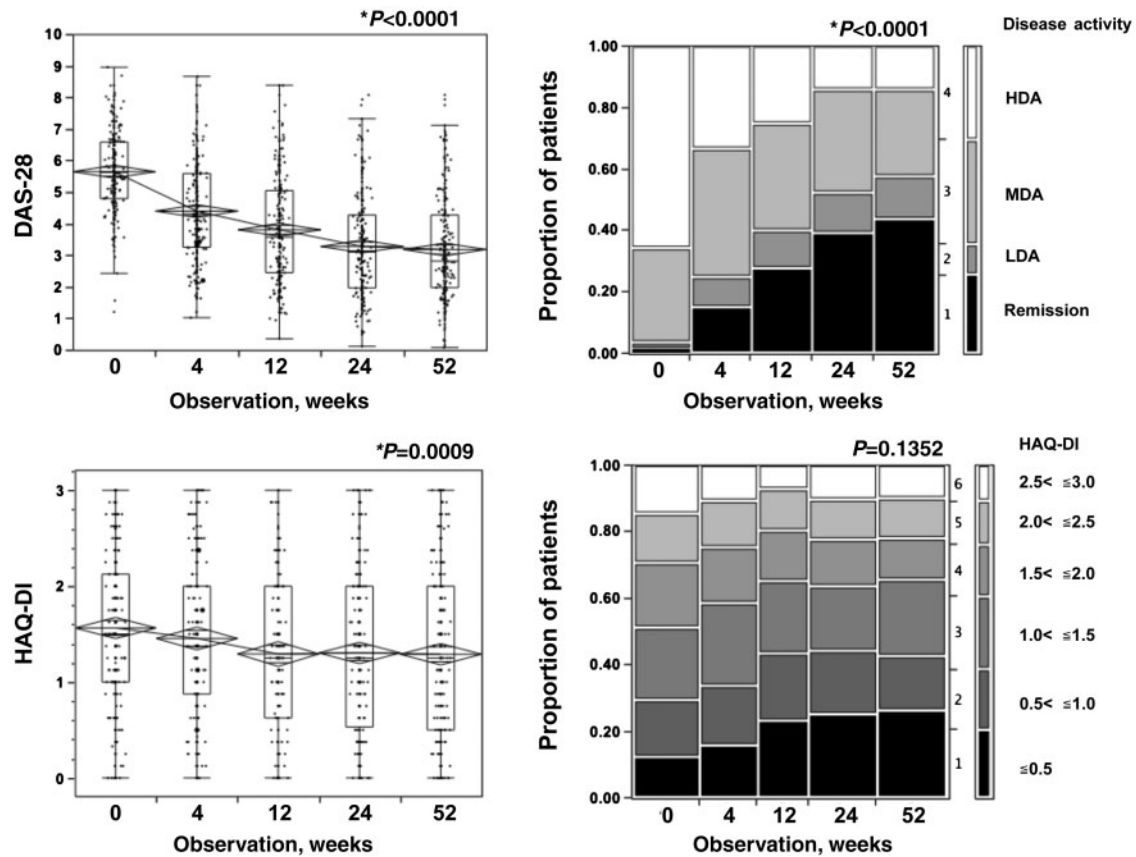 *P<0.0001
DAS-28
10
9
8
7
6
5
4
3
2
1
0
0 4 12 24 52
Observation, weeks
*P<0.0001
Proportion of patients
1.00
0.80
0.60
0.40
0.20
0.00
0 4 12 24 52
Observation, weeks
4
3
2
1
Disease activity
HDA
MDA
LDA
Remission
*P=0.0009
HAQ-DI
3
2
1
0
0 4 12 24 52
Observation, weeks
P=0.1352
Proportion of patients
1.00
0.80
0.60
0.40
0.20
0.00
0 4 12 24 52
Observation, weeks
6
5
4
3
2
1
HAQ-DI
2.5< ≦3.0
2.0< ≦2.5
1.5< ≦2.0
1.0< ≦1.5
0.5< ≦1.0
≦0.5